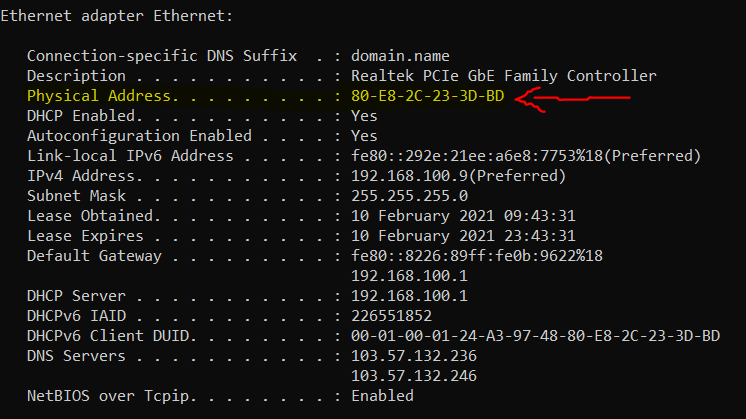 Ethernet adapter Ethernet:
Connection-specific DNS Suffix  . : domain.name
Description . . . . . . . . . . . : Realtek PCIe GbE Family Controller
Physical Address. . . . . . . . . : 80-E8-2C-23-3D-BD
DHCP Enabled. . . . . . . . . . . : Yes
Autoconfiguration Enabled . . . . : Yes
Link-local IPv6 Address . . . . . : fe80::292e:21ee:a6e8:7753%18(Preferred)
IPv4 Address. . . . . . . . . . . : 192.168.100.9(Preferred)
Subnet Mask . . . . . . . . . . . : 255.255.255.0
Lease Obtained. . . . . . . . . . : 10 February 2021 09:43:31
Lease Expires . . . . . . . . . . : 10 February 2021 23:43:31
Default Gateway . . . . . . . . . : fe80::8226:89ff:fe0b:9622%18
192.168.100.1
DHCP Server . . . . . . . . . . . : 192.168.100.1
DHCPv6 IAID . . . . . . . . . . . : 226551852
DHCPv6 Client DUID. . . . . . . . : 00-01-00-01-24-A3-97-48-80-E8-2C-23-3D-BD
DNS Servers . . . . . . . . . . . : 103.57.132.236
103.57.132.246
NetBIOS over Tcpip. . . . . . . . : Enabled